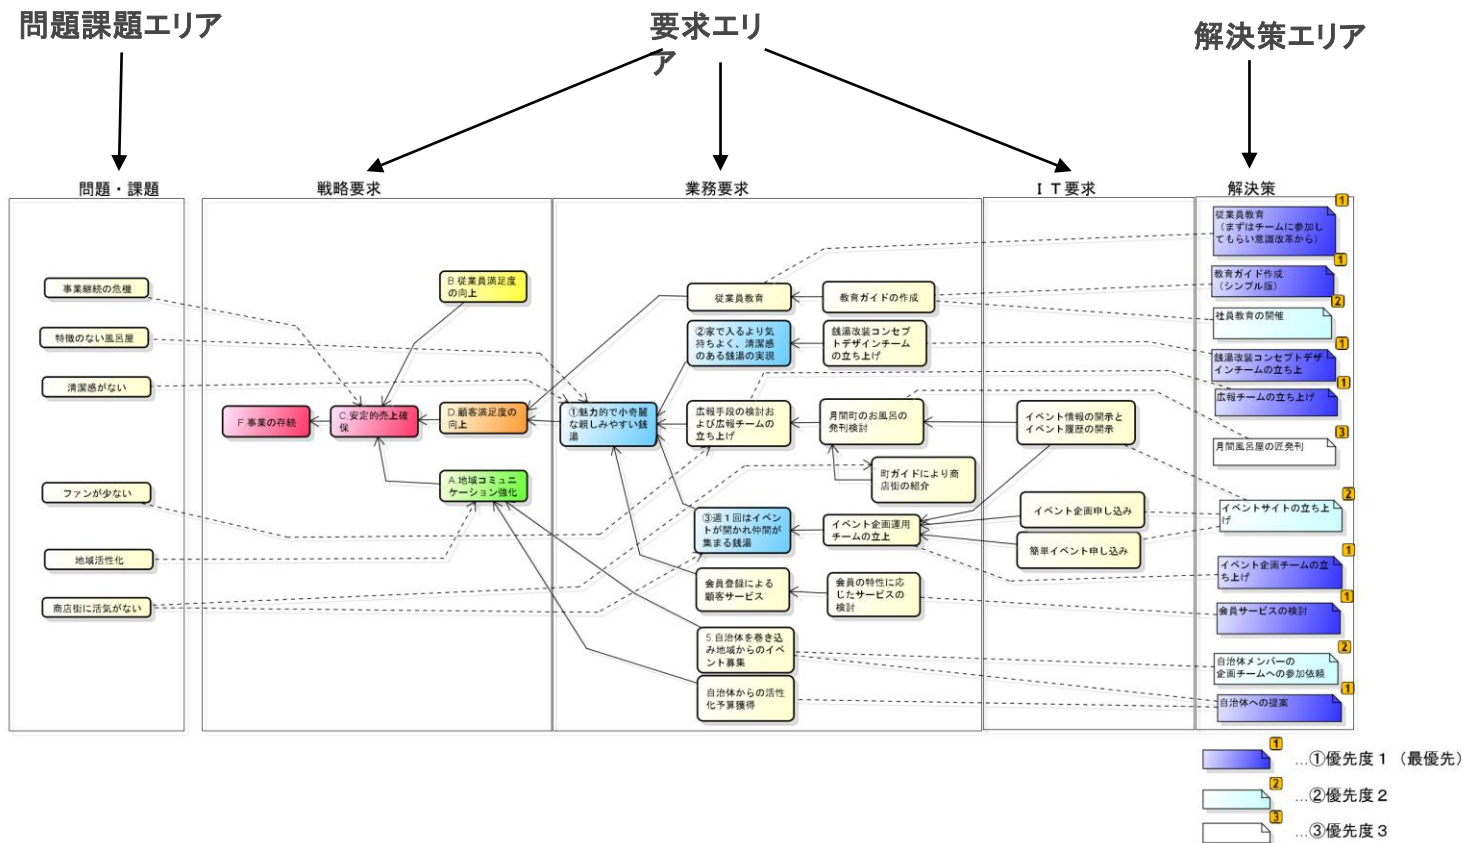 問題課題エリア
要求エリ
ア
解決策エリア
問題・課題
戦略要求
業務要求
ＩＴ要求
解決策
事業継続の危機
特徴のない風呂屋
清潔感がない
ファンが少ない
地域活性化
商店街に活気がない
B.従業員満足度
の向上
F.事業の存続
C.安定的売上確
保
D.顧客満足度の
向上
A.地域コミュニ
ケーション強化
従業員教育
②家で入るより気
持ちよく、清潔感
のある銭湯の実現
①魅力的で小奇麗
な親しみやすい銭
湯
広報手段の検討お
よび広報チームの
立ち上げ
③週１回はイベン
トが開かれ仲間が
集まる銭湯
会員登録による
顧客サービス
5.自治体を巻き込
み地域からのイベ
ント募集
自治体からの活性
化予算獲得
教育ガイドの作成
銭湯改装コンセプ
トデザインチーム
の立ち上げ
月間町のお風呂の
発刊検討
町ガイドにより商
店街の紹介
イベント企画運用
チームの立上
会員の特性に応
じたサービスの
検討
イベント情報の開示と
イベント履歴の開示
イベント企画申し込み
簡単イベント申し込み
1
従業員教育
（まずはチームに参加し
てもらい意識改革から）
1
教育ガイド作成
（シンプル版）
2
社員教育の開催
1
銭湯改装コンセプトデザ
インチームの立ち上
1
広報チームの立ち上げ
3
月間風呂屋の匠発刊
2
イベントサイトの立ち上
げ
1
イベント企画チームの立
ち上げ
1
会員サービスの検討
2
自治体メンバーの
企画チームへの参加依頼
1
自治体への提案
1
…①優先度１（最優先）
2
…②優先度２
3
…③優先度３